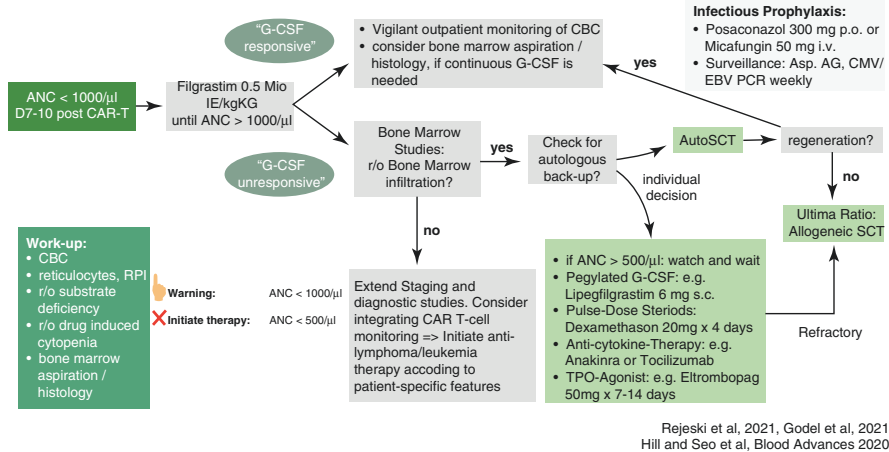 "G-CSF
responsive"
• Vigilant outpatient monitoring of CBC
• consider bone marrow aspiration /
histology, if continuous G-CSF is
needed
Infectious Prophylaxis:
• Posaconazol 300 mg p.o. or
Micafungin 50 mg i.v.
• Surveillance: Asp. AG, CMV/
EBV PCR weekly
yes
ANC < 1000/µl
D7-10 post CAR-T
Filgrastim 0.5 Mio
IE/kgKG
until ANC > 1000/µl
"G-CSF
unresponsive"
Bone Marrow
Studies:
r/o Bone Marrow
infiltration?
yes
Check for
autologous
back-up?
AutoSCT
regeneration?
individual
decision
no
no
Ultima Ratio:
Allogeneic SCT
Work-up:
• CBC
• reticulocytes, RPI
• r/o substrate
deficiency
• r/o drug induced
cytopenia
• bone marrow
aspiration /
histology
Warning: ANC < 1000/µl
Initiate therapy: ANC < 500/µl
Extend Staging and
diagnostic studies. Consider
integrating CAR T-cell
monitoring => Initiate anti-
lymphoma/leukemia
therapy accoding to
patient-specific features
• if ANC > 500/µl: watch and wait
• Pegylated G-CSF: e.g.
Lipegfilgrastim 6 mg s.c.
• Pulse-Dose Steriods:
Dexamethason 20mg x 4 days
• Anti-cytokine-Therapy: e.g.
Anakinra or Tocilizumab
• TPO-Agonist: e.g. Eltrombopag
50mg x 7-14 days
Refractory
Rejeski et al, 2021, Godel et al, 2021
Hill and Seo et al, Blood Advances 2020